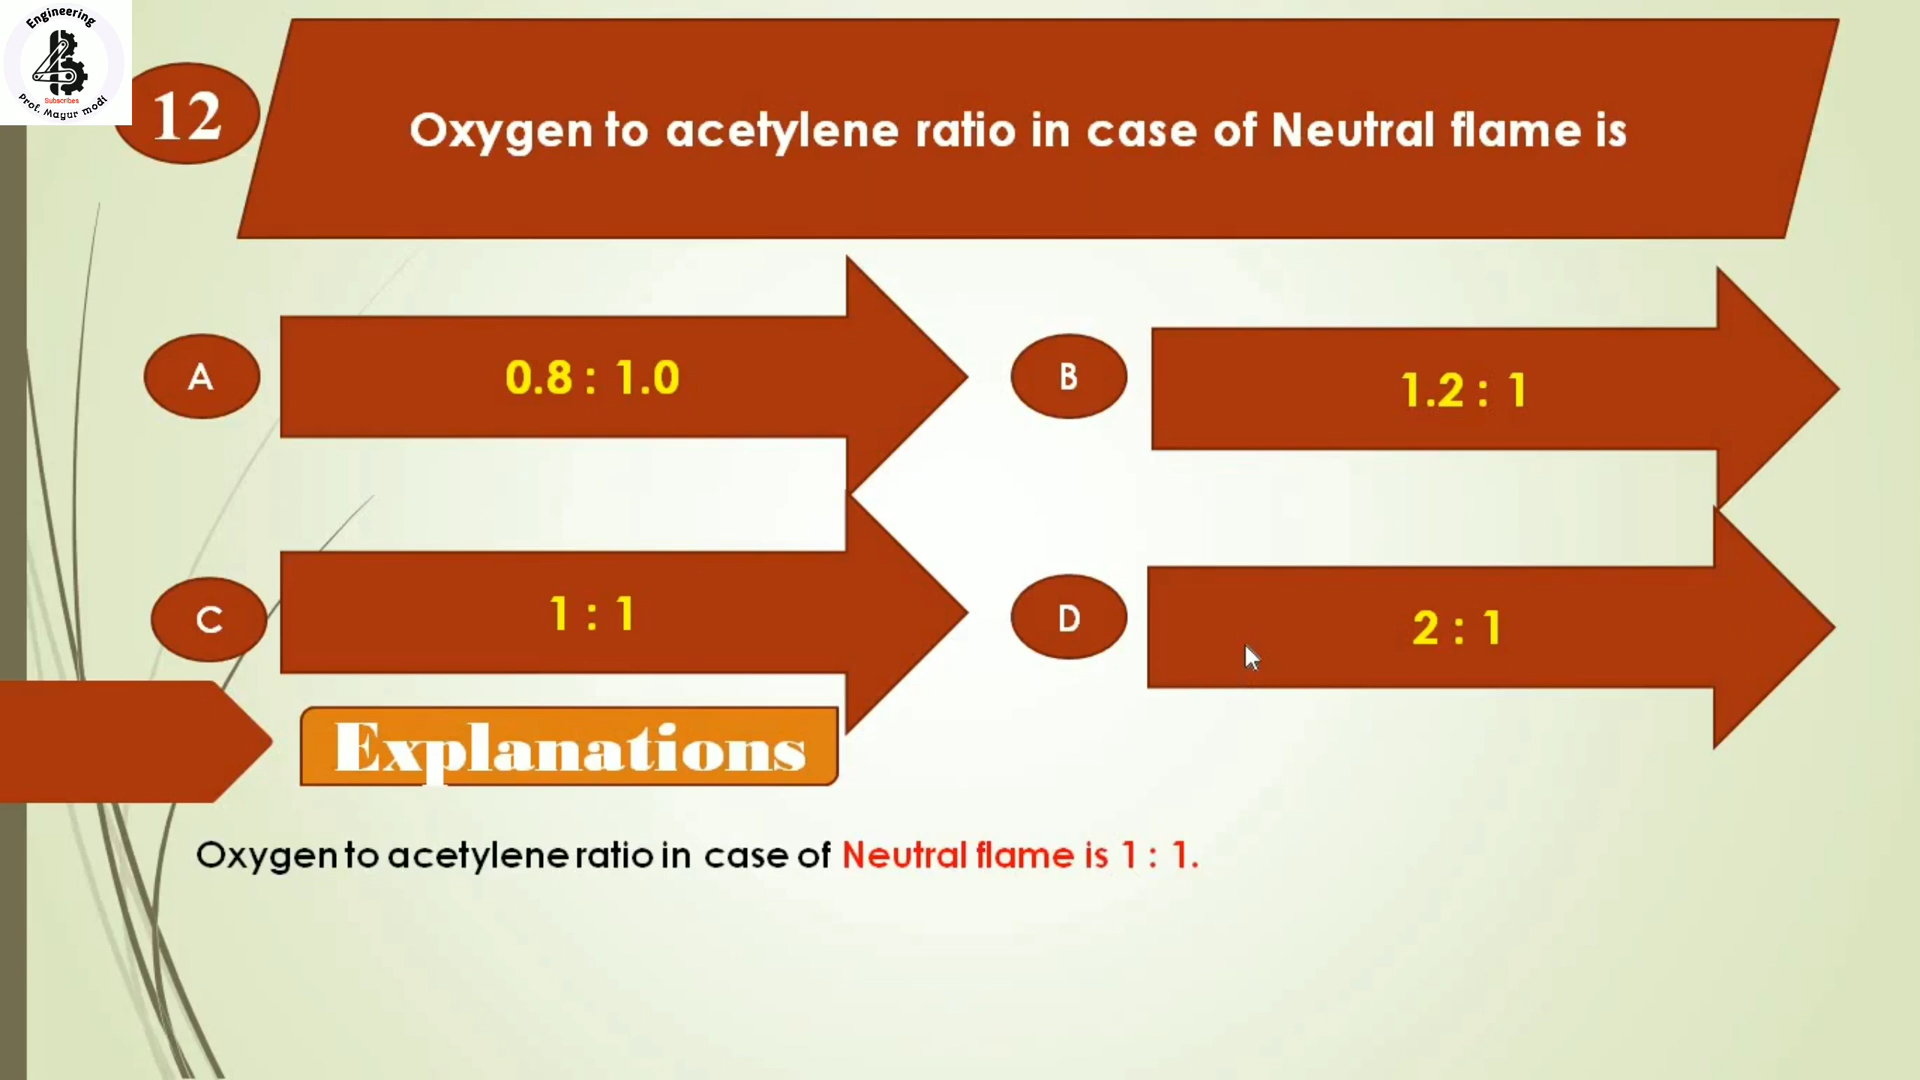 Engineering
Subscribes
Prof. Mayur modi
12
Oxygen to acetylene ratio in case of Neutral flame is
A
0.8 : 1.0
B
1.2 : 1
C
1 : 1
D
2 : 1
Explanations
Oxygen to acetylene ratio in case of Neutral flame is 1 : 1.